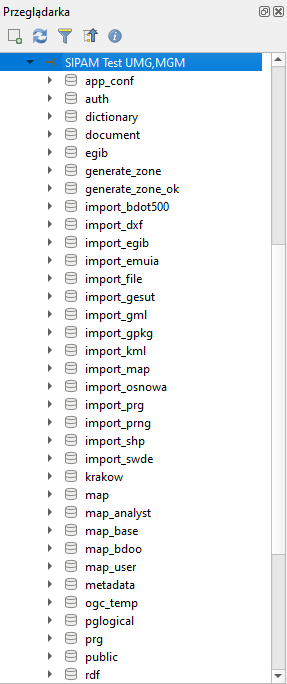 Przeglądarka
SIPAM Test UMG,MGM
app_conf
auth
dictionary
document
egib
generate_zone
generate_zone_ok
import_bdot500
import_dxf
import_egib
import_emuia
import_file
import_gesut
import_gml
import_gpkg
import_kml
import_map
import_osnowa
import_prg
import_prng
import_shp
import_swde
krakow
map
map_analyst
map_base
map_bdoo
map_user
metadata
ogc_temp
pglogical
prg
public
rdf